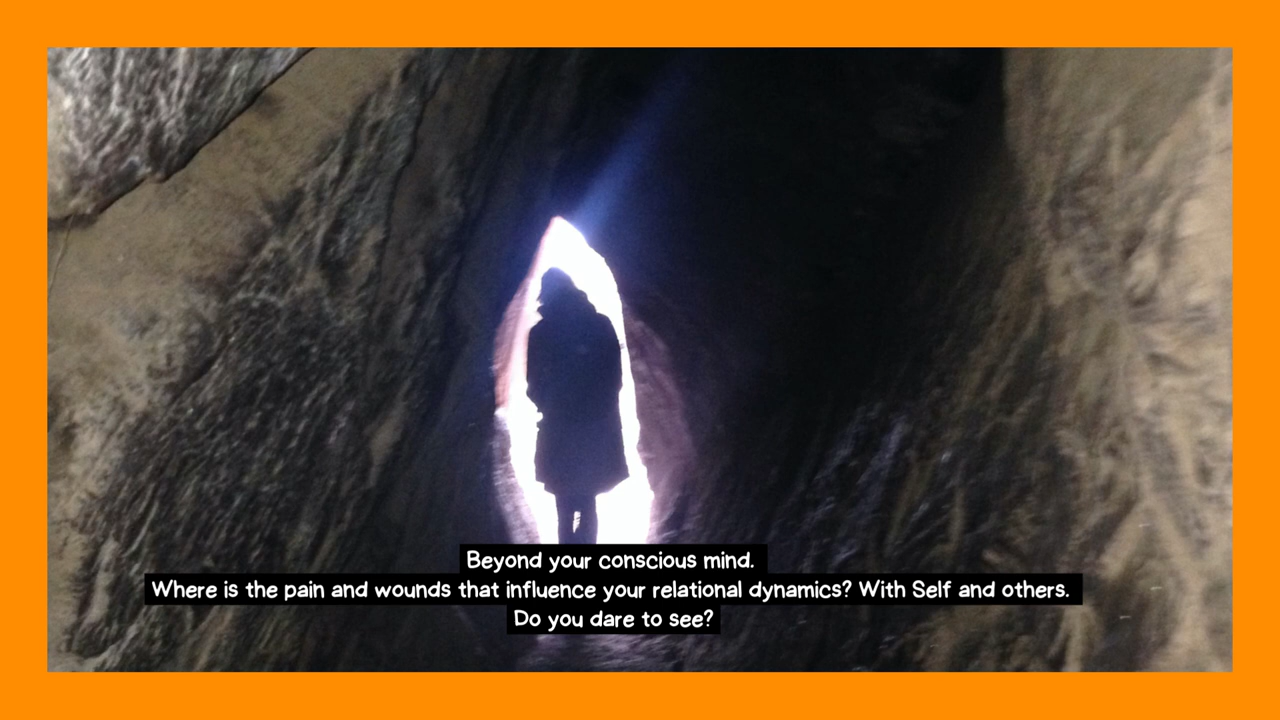 Beyond your conscious mind.
Where is the pain and wounds that influence your relational dynamics? With Self and others.
Do you dare to see?